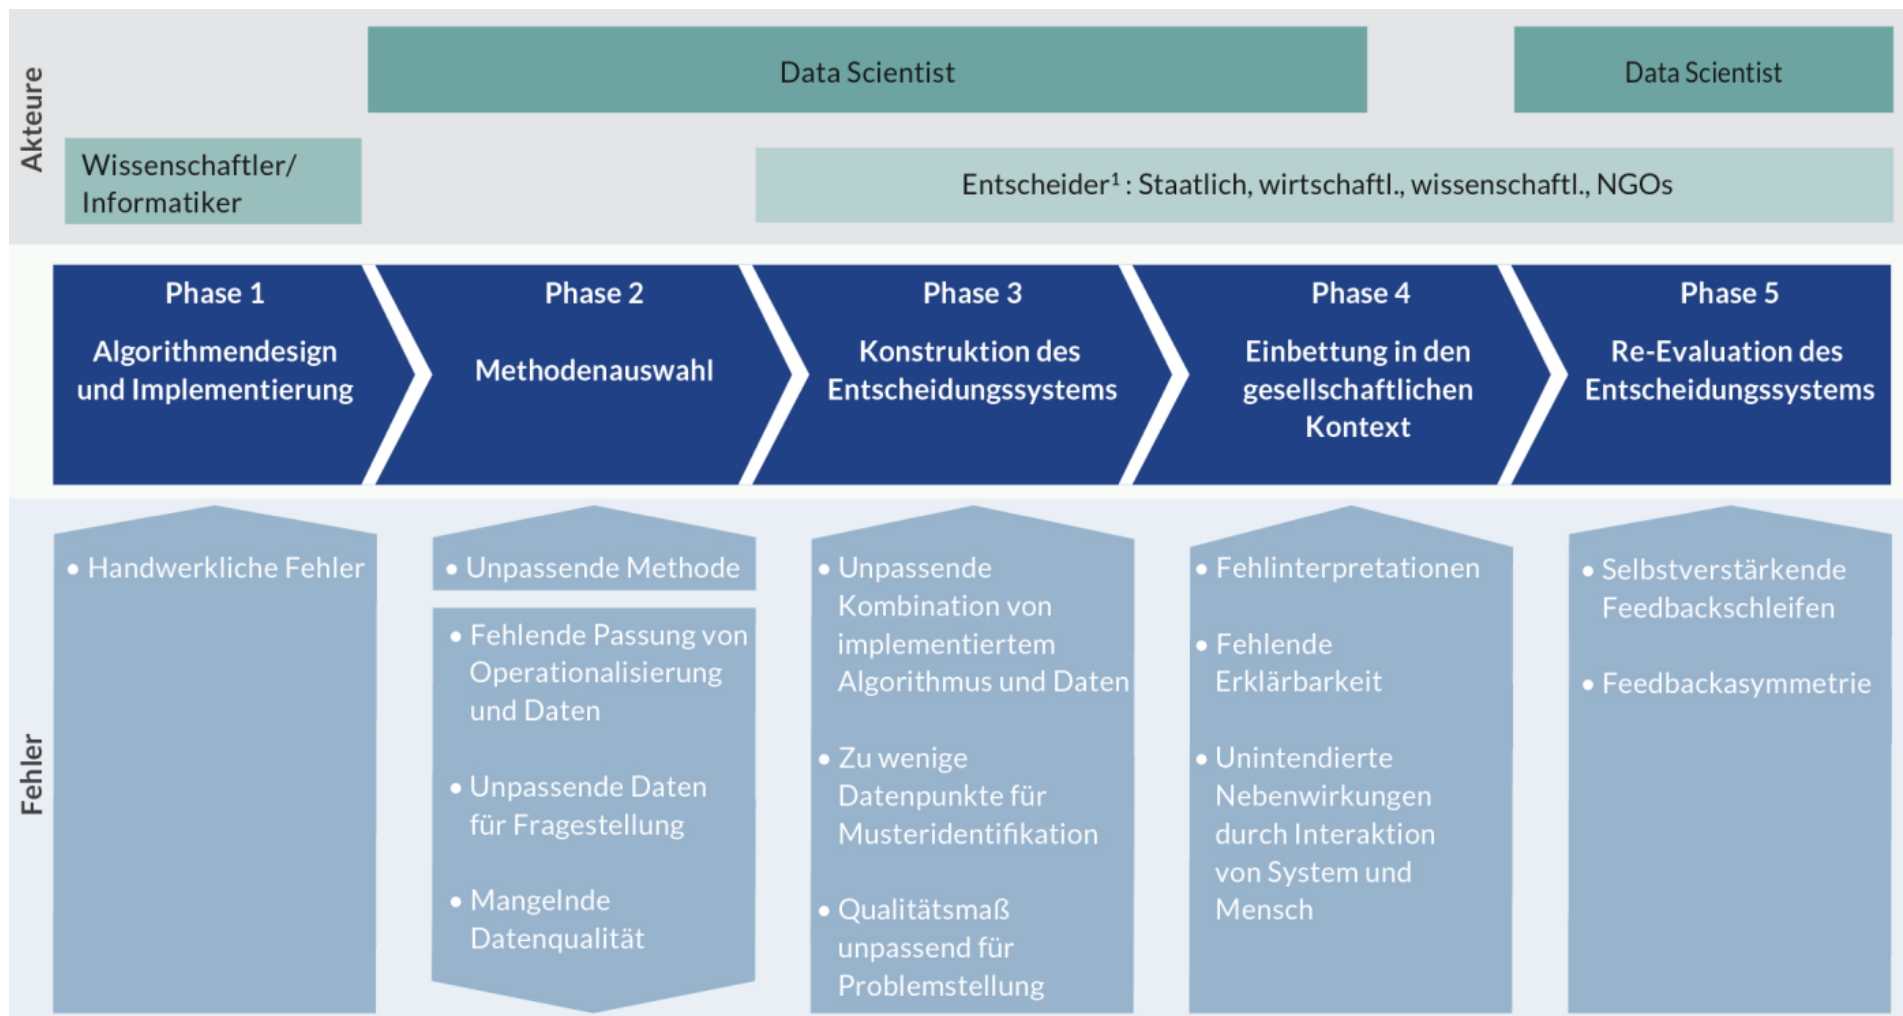 Akteure
Data Scientist
Data Scientist
Wissenschaftler/
Informatiker
Entscheider¹ : Staatlich, wirtschaftl., wissenschaftl., NGOs
Phase 1
Algorithmendesign
und Implementierung
Phase 2
Methodenauswahl
Phase 3
Konstruktion des
Entscheidungssystems
Phase 4
Einbettung in den
gesellschaftlichen
Kontext
Phase 5
Re-Evaluation des
Entscheidungssystems
Fehler
• Handwerkliche Fehler
• Unpassende Methode
• Fehlende Passung von
Operationalisierung
und Daten
• Unpassende Daten
für Fragestellung
• Mangelnde
Datenqualität
• Unpassende
Kombination von
implementiertem
Algorithmus und Daten
• Zu wenige
Datenpunkte für
Musteridentifikation
• Qualitätsmaß
unpassend für
Problemstellung
• Fehlinterpretationen
• Fehlende
Erklärbarkeit
• Unintendierte
Nebenwirkungen
durch Interaktion
von System und
Mensch
• Selbstverstärkende
Feedbackschleifen
• Feedbackasymmetrie